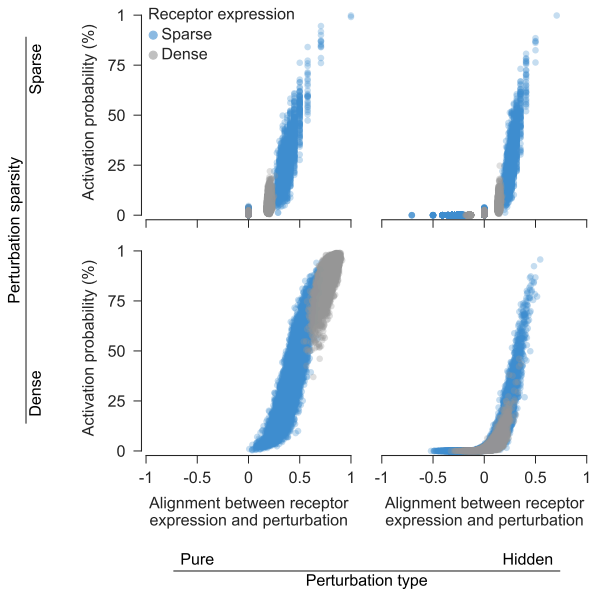 Receptor expression
Sparse
Dense
Activation probability (%)
1
75
50
25
0
Sparse
Perturbation sparsity
Dense
Activation probability (%)
1
75
50
25
0
-1 -0.5 0 0.5 1
-1 -0.5 0 0.5 1
Alignment between receptor
expression and perturbation
Alignment between receptor
expression and perturbation
Pure
Hidden
Perturbation type